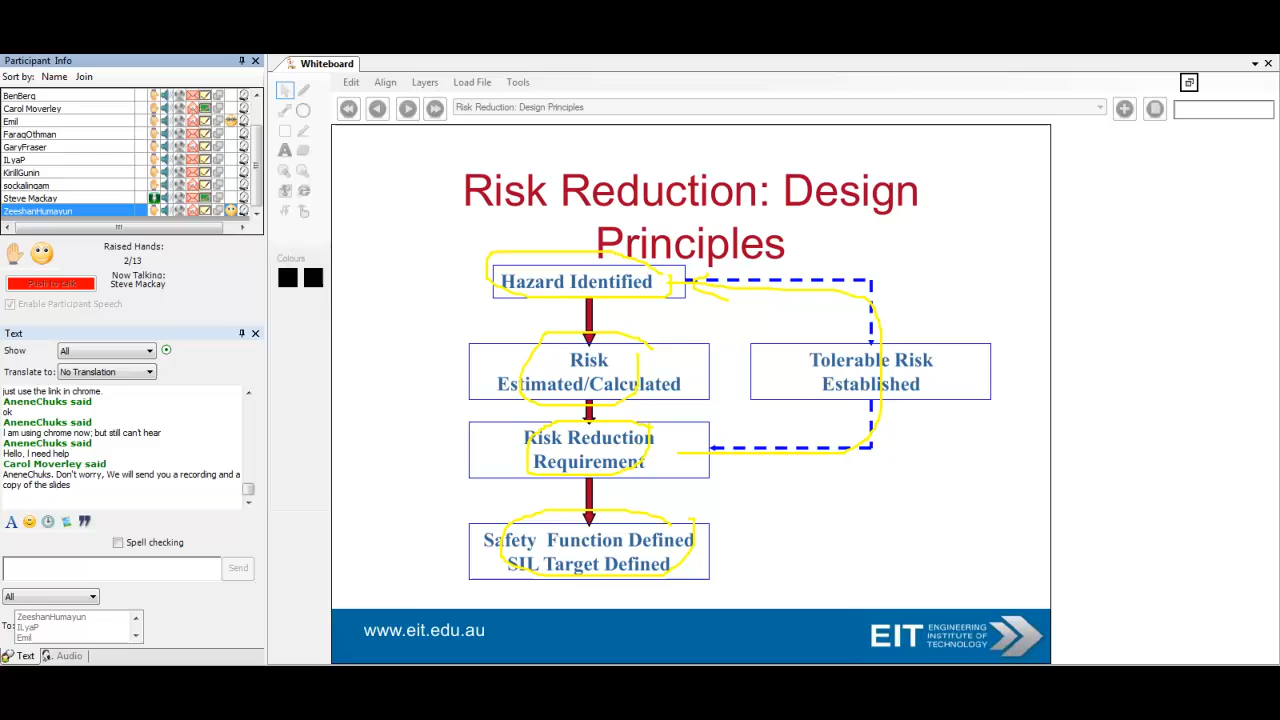 Participant Info
Sort by: Name Join
BenBerg
Carol Moverley
Emil
FaraqOthman
GaryFraser
ILyaP
KirillGunin
sockalingam
Steve Mackay
ZeeshanHumayun
Raised Hands:
2/13
Now Talking:
Steve Mackay
Push to talk
Enable Participant Speech
Text
Show All
Translate to: No Translation
just use the link in chrome.
AneneChuks said
ok
AneneChuks said
I am using chrome now; but still can't hear
AneneChuks said
Hello, I need help
Carol Moverley said
AneneChuks. Don't worry, We will send you a recording and a
copy of the slides
Spell checking
Send
All
To:
ZeeshanHumayun
ILyaP
Emil
Text Audio
Whiteboard
Edit Align Layers Load File Tools
Risk Reduction: Design Principles
Colours
Risk Reduction: Design
Principles
Hazard Identified
Risk
Estimated/Calculated
Tolerable Risk
Established
Risk Reduction
Requirement
Safety Function Defined
SIL Target Defined
www.eit.edu.au
EIT
ENGINEERING
INSTITUTE OF
TECHNOLOGY